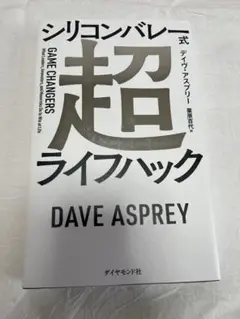 シリコンバレー式
デイヴ・アスプリー
栗原百代 訳
超
GAME CHANGERS
ライフハック
DAVE ASPREY
ダイヤモンド社